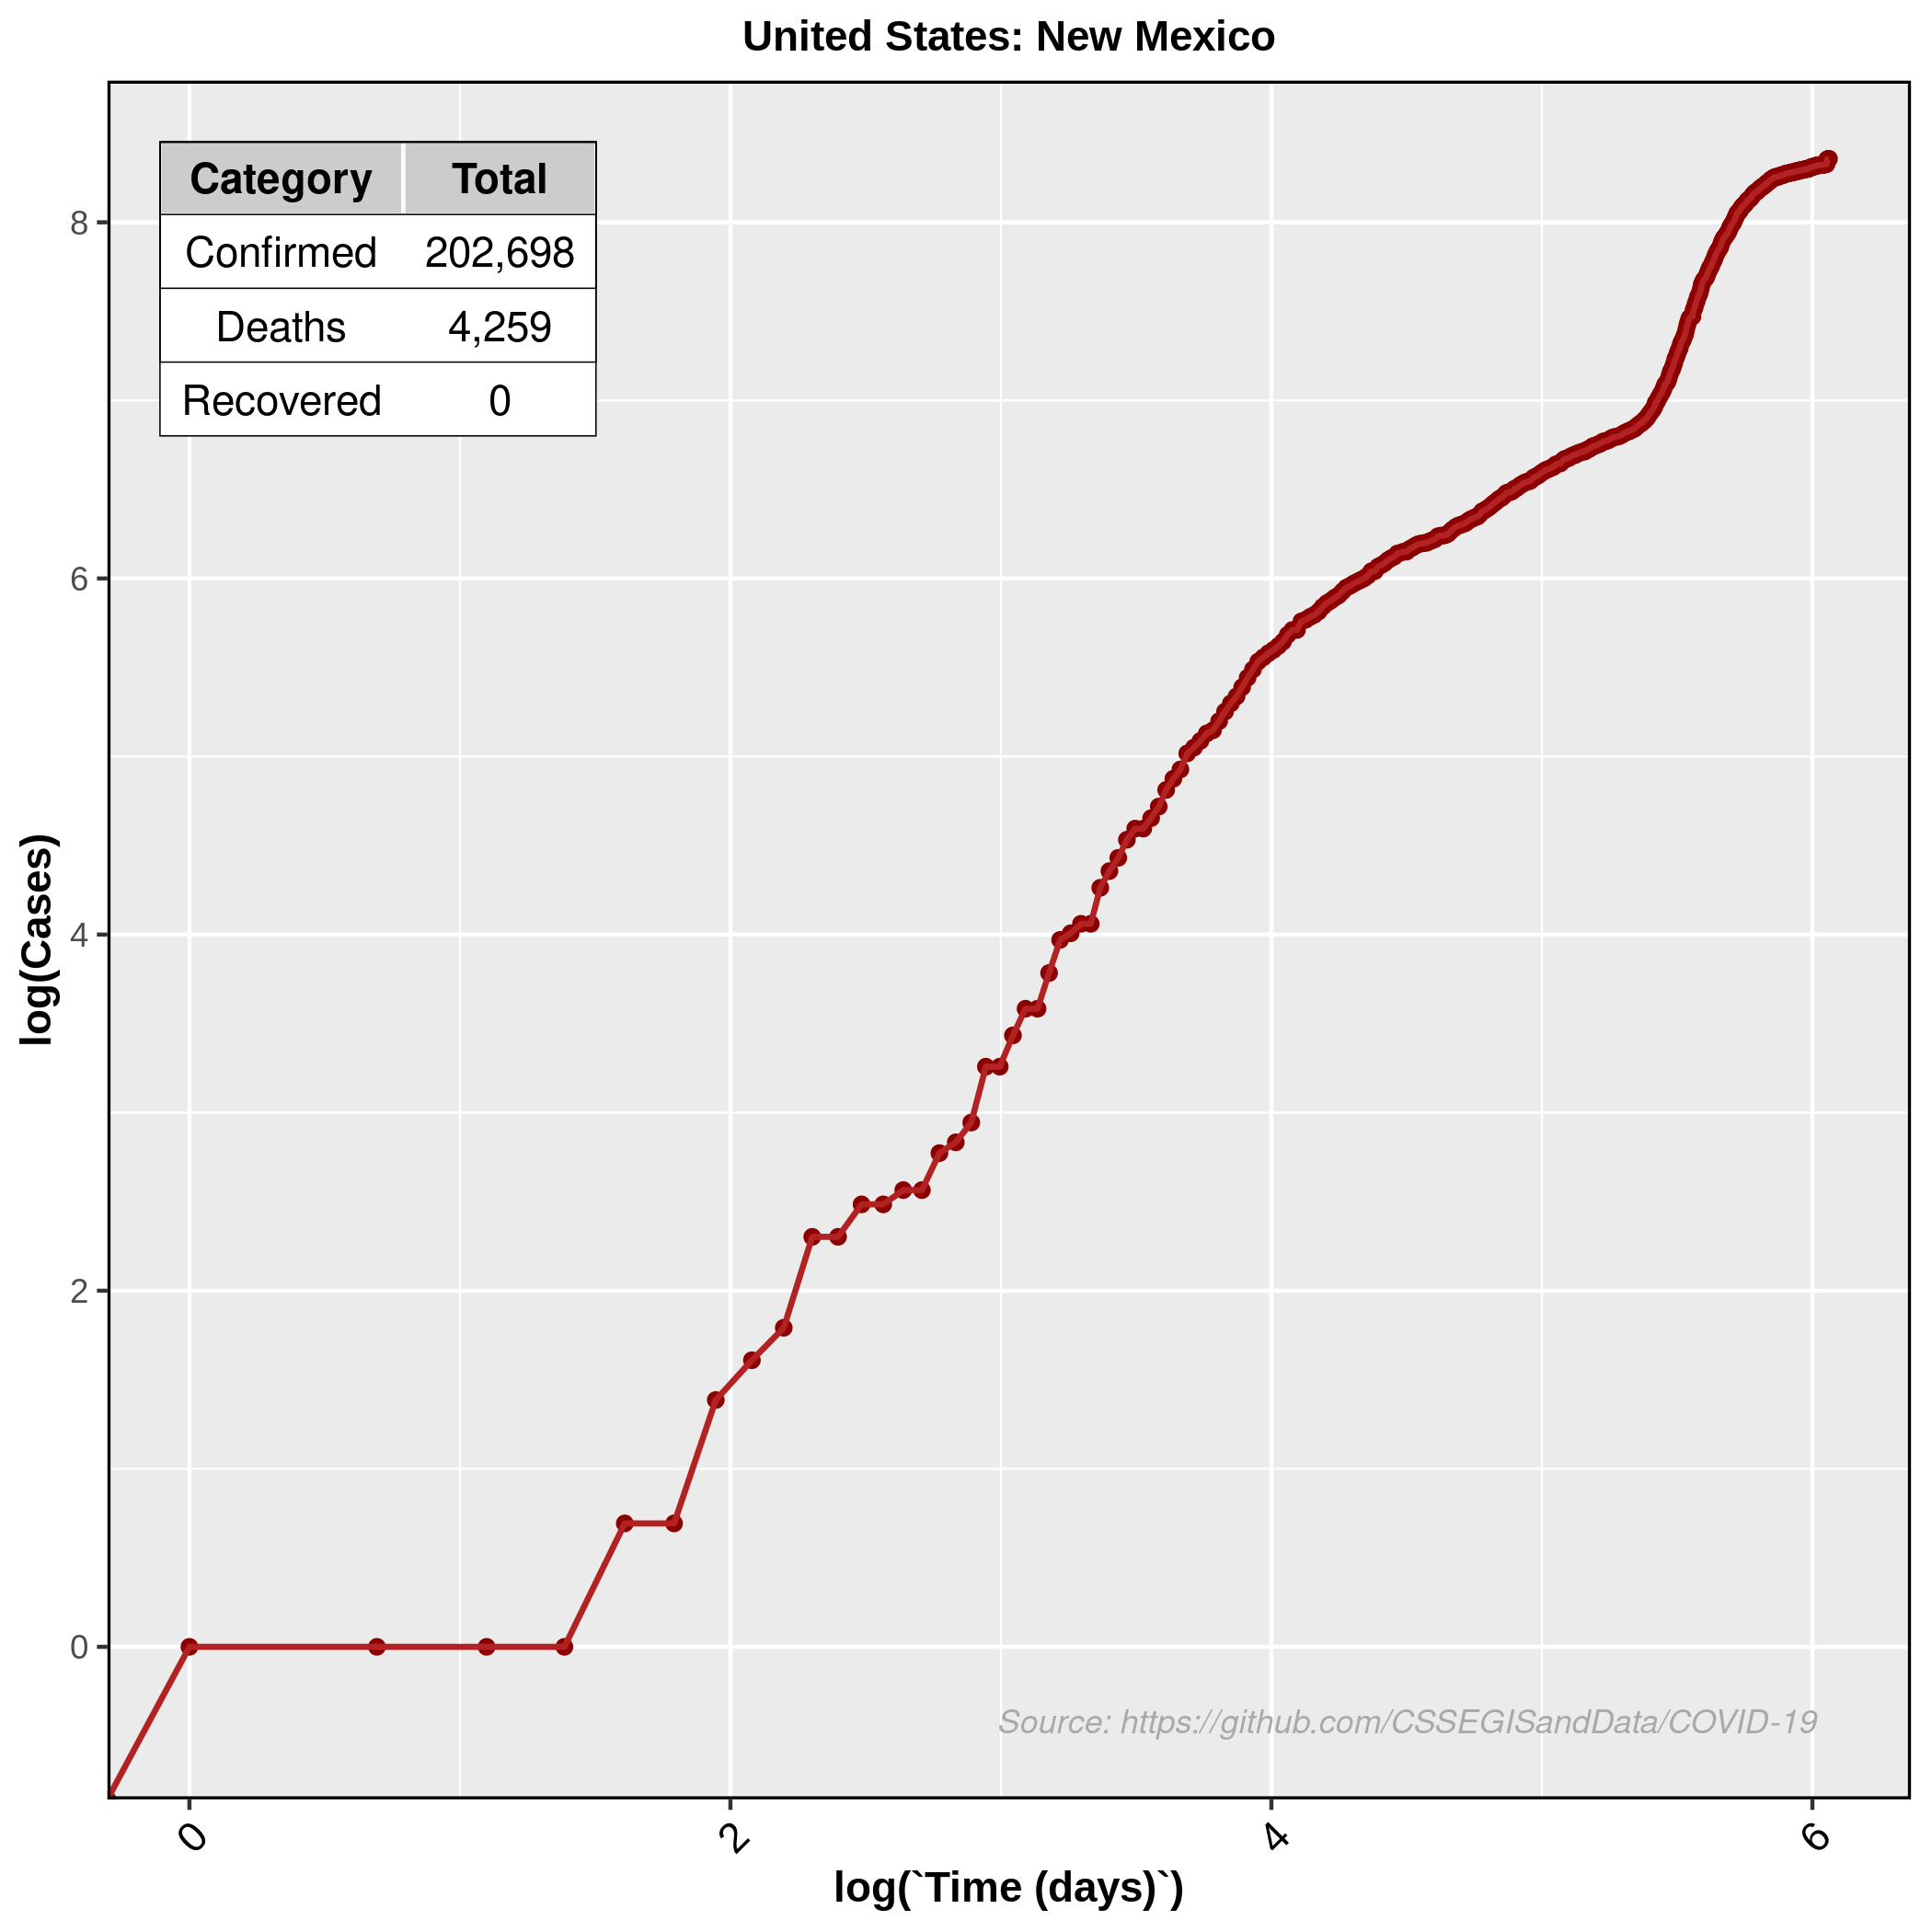 United States: New Mexico
Category Total
Confirmed 202,698
Deaths 4,259
Recovered 0
8
6
4
2
0
log(Cases)
Source: https://github.com/CSSEGISandData/COVID-19
0 2 4 6
log(`Time (days)`)